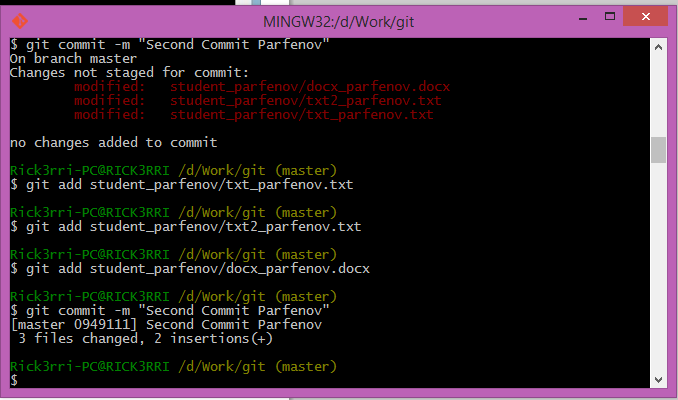 MINGW32:/d/Work/git
$ git commit -m "Second Commit Parfenov"
On branch master
Changes not staged for commit:
        modified:   student_parfenov/docx_parfenov.docx
        modified:   student_parfenov/txt2_parfenov.txt
        modified:   student_parfenov/txt_parfenov.txt
no changes added to commit
Rick3rri-PC@RICK3RRI /d/Work/git (master)
$ git add student_parfenov/txt_parfenov.txt
Rick3rri-PC@RICK3RRI /d/Work/git (master)
$ git add student_parfenov/txt2_parfenov.txt
Rick3rri-PC@RICK3RRI /d/Work/git (master)
$ git add student_parfenov/docx_parfenov.docx
Rick3rri-PC@RICK3RRI /d/Work/git (master)
$ git commit -m "Second Commit Parfenov"
[master 0949111] Second Commit Parfenov
 3 files changed, 2 insertions(+)
Rick3rri-PC@RICK3RRI /d/Work/git (master)
$